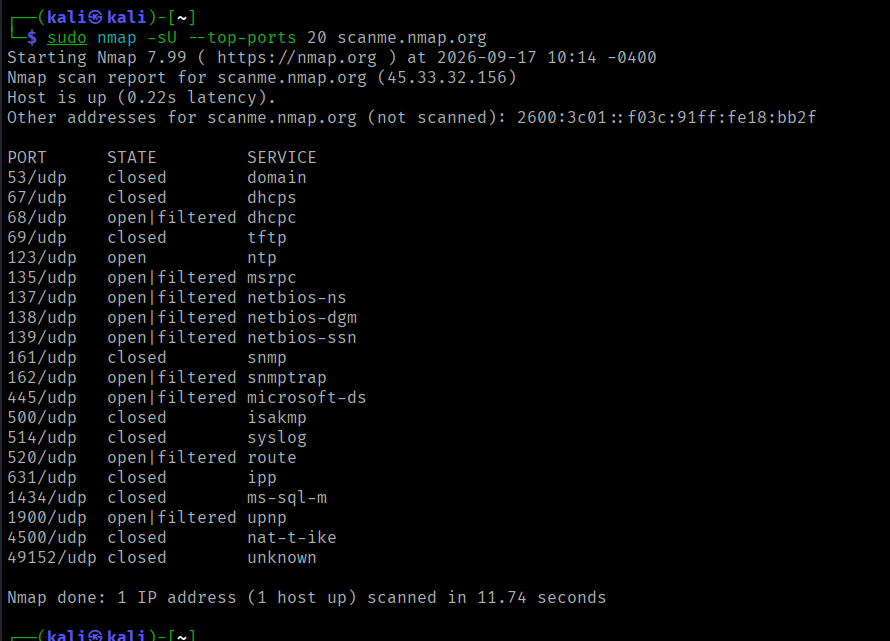 ┌──(kali㉿kali)-[~]
└─$ sudo nmap -sU --top-ports 20 scanme.nmap.org
Starting Nmap 7.99 ( https://nmap.org ) at 2026-09-17 10:14 -0400
Nmap scan report for scanme.nmap.org (45.33.32.156)
Host is up (0.22s latency).
Other addresses for scanme.nmap.org (not scanned): 2600:3c01::f03c:91ff:fe18:bb2f

PORT      STATE         SERVICE
53/udp    closed        domain
67/udp    closed        dhcps
68/udp    open|filtered dhcpc
69/udp    closed        tftp
123/udp   open          ntp
135/udp   open|filtered msrpc
137/udp   open|filtered netbios-ns
138/udp   open|filtered netbios-dgm
139/udp   open|filtered netbios-ssn
161/udp   closed        snmp
162/udp   open|filtered snmptrap
445/udp   open|filtered microsoft-ds
500/udp   closed        isakmp
514/udp   closed        syslog
520/udp   open|filtered route
631/udp   closed        ipp
1434/udp  closed        ms-sql-m
1900/udp  open|filtered upnp
4500/udp  closed        nat-t-ike
49152/udp closed        unknown

Nmap done: 1 IP address (1 host up) scanned in 11.74 seconds

┌──(kali㉿kali)-[~]